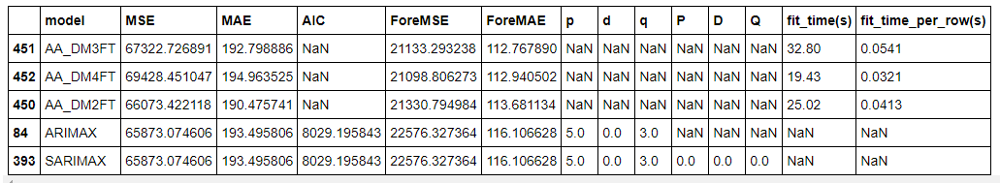 model MSE MAE AIC ForeMSE ForeMAE p d q P D Q fit_time(s) fit_time_per_row(s)
451 AA_DM3FT 67322.726891 192.798886 NaN 21133.293238 112.767890 NaN NaN NaN NaN NaN NaN 32.80 0.0541
452 AA_DM4FT 69428.451047 194.963525 NaN 21098.806273 112.940502 NaN NaN NaN NaN NaN NaN 19.43 0.0321
450 AA_DM2FT 66073.422118 190.475741 NaN 21330.794984 113.681134 NaN NaN NaN NaN NaN NaN 25.02 0.0413
84 ARIMAX 65873.074606 193.495806 8029.195843 22576.327364 116.106628 5.0 0.0 3.0 NaN NaN NaN NaN NaN
393 SARIMAX 65873.074606 193.495806 8029.195843 22576.327364 116.106628 5.0 0.0 3.0 0.0 0.0 0.0 NaN NaN